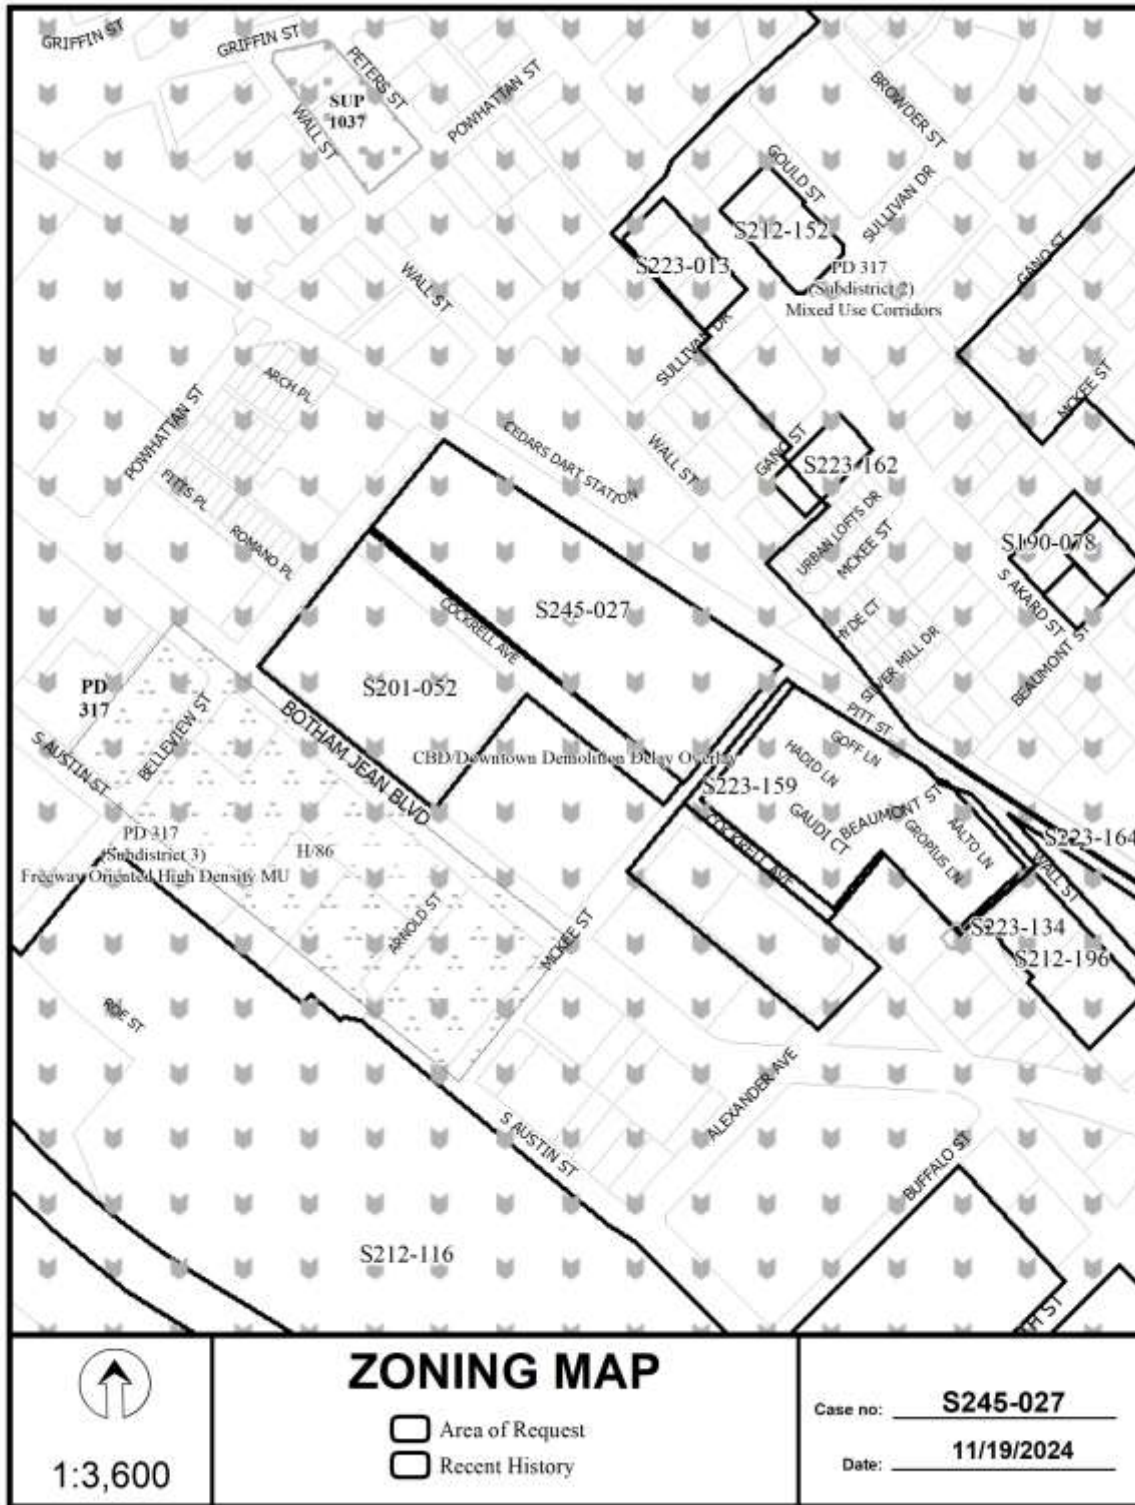 GRIFFIN ST
GRIFFIN ST
PETERS ST
SUP
1037
WALL ST
POWHATTAN ST
BROWDER ST
GOULD ST
SULLIVAN DR
S212-152
S223-013
PD 317
(Subdistrict 2)
Mixed Use Corridors
GANO ST
WALL ST
SULLIVAN DR
ARCH PL
MCKEE ST
POWHATTAN ST
CEDARS DART STATION
WALL ST
GANO ST
S223-162
FITTS PL
ROMANO PL
URBAN LOFTS DR
MCKEE ST
S190-078
S AKARD ST
S245-027
COCKRELL AVE
HYDE CT
SILVER MILL DR
BEAUMONT S
S201-052
PD
317
BELLEVIEW ST
BOTHAM JEAN BLVD
PITT ST
GOFF LN
HADID LN
S AUSTIN ST
CBD/Downtown Demolition Delay Overlay
S223-159
GAUDI CT
BEAUMONT ST
AALTO LN
GROPIUS LN
COCKRELL AVE
S223-164
WALL ST
PD 317
(Subdistrict 3)
Freeway Oriented High Density MU
H/86
ARNOLD ST
MCKEE ST
S223-134
S212-196
ROE ST
ALEXANDER AVE
S AUSTIN ST
BUFFALO ST
S212-116
ST
1:3,600
ZONING MAP
Area of Request
Recent History
Case no: S245-027
Date: 11/19/2024